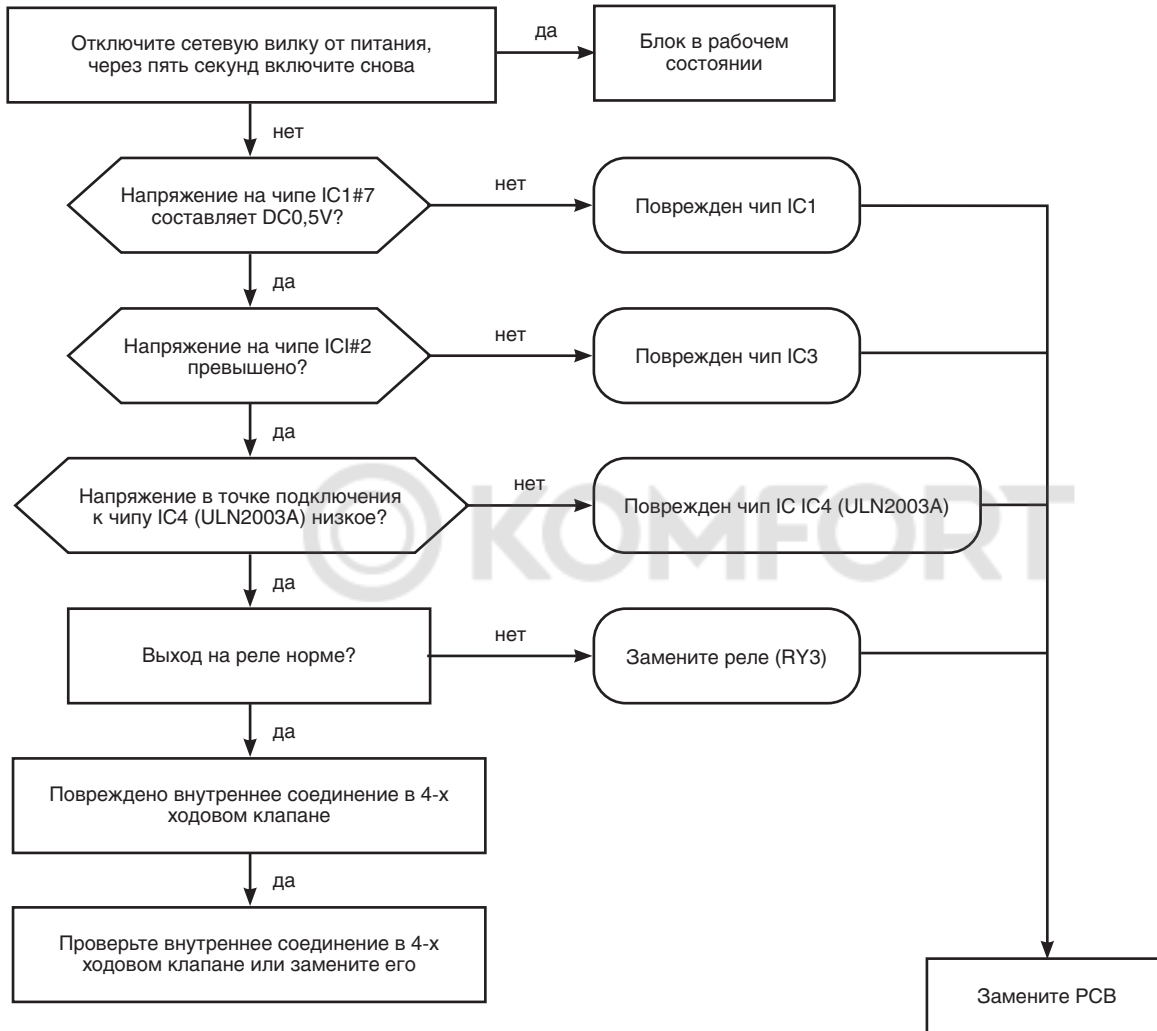 Отключите сетевую вилку от питания,
через пять секунд включите снова
да
Блок в рабочем
состоянии
нет
Напряжение на чипе IC1#7
составляет DC0,5V?
нет
Поврежден чип IC1
да
Напряжение на чипе ICI#2
превышено?
нет
Поврежден чип IC3
да
Напряжение в точке подключения
к чипу IC4 (ULN2003A) низкое?
нет
Поврежден чип IC IC4 (ULN2003A)
KOMFORT
да
Выход на реле норме?
нет
Замените реле (RY3)
да
Повреждено внутреннее соединение в 4-х
ходовом клапане
да
Проверьте внутреннее соединение в 4-х
ходовом клапане или замените его
Замените PCB